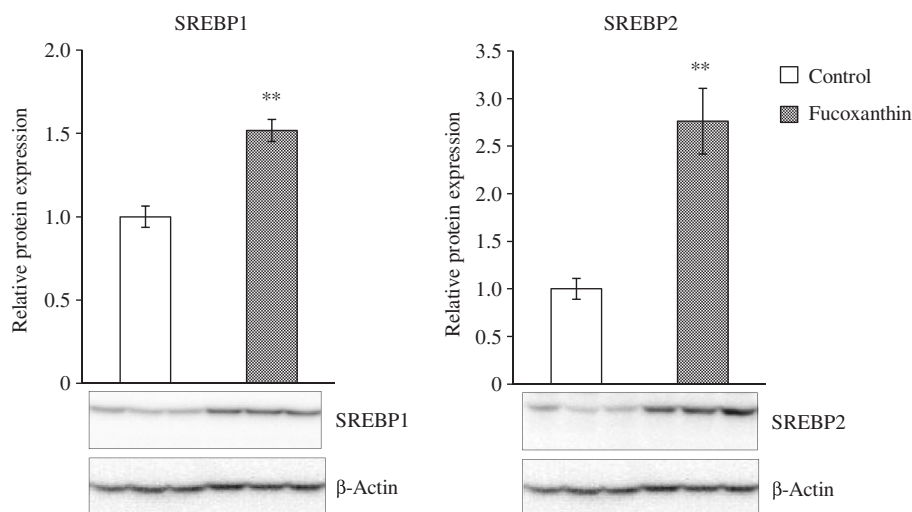 SREBP1
2.0
1.5
1.0
0.5
0
Relative protein expression
**
SREBP1
β-Actin
SREBP2
3.5
3.0
2.5
2.0
1.5
1.0
0.5
0
Relative protein expression
**
SREBP2
β-Actin
Control
Fucoxanthin